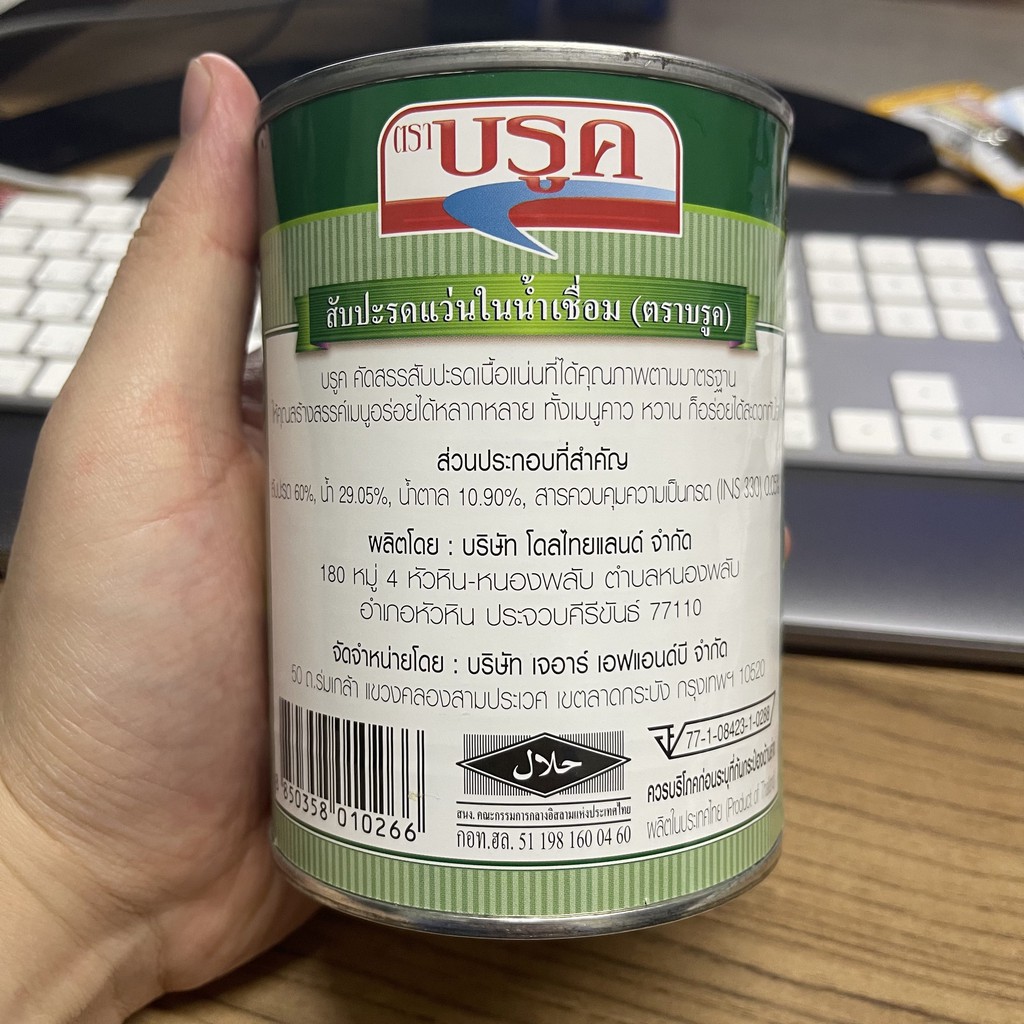 ตรา บรูค
สับปะรดแว่นในน้ำเชื่อม (ตราบรูค)
บรูค คัดสรรสับปะรดเนื้อแน่นที่ได้คุณภาพตามมาตรฐาน
ให้คุณสร้างสรรค์เมนูอร่อยได้หลากหลาย ทั้งเมนูคาว หวาน ก็อร่อยได้สะดวก
ส่วนประกอบที่สำคัญ
สับปะรด 60%, น้ำ 29.05%, น้ำตาล 10.90%, สารควบคุมความเป็นกรด (INS 330) 0.05%
ผลิตโดย : บริษัท โดลไทยแลนด์ จำกัด
180 หมู่ 4 หัวหิน-หนองพลับ ตำบลหนองพลับ
อำเภอหัวหิน ประจวบคีรีขันธ์ 77110
จัดจำหน่ายโดย : บริษัท เจอาร์ เอฟแอนด์บี จำกัด
50 ถ.ร่มเกล้า แขวงคลองสามประเวศ เขตลาดกระบัง กรุงเทพฯ 10520
77-1-08423-1-0288
حلال
สนง. คณะกรรมการกลางอิสลามแห่งประเทศไทย
กอท.ฮล. 51 198 160 04 60
ควรบริโภคก่อนระบุที่ก้นกระป๋อง
ผลิตในประเทศไทย (Product of Thailand)
8 850358 010266